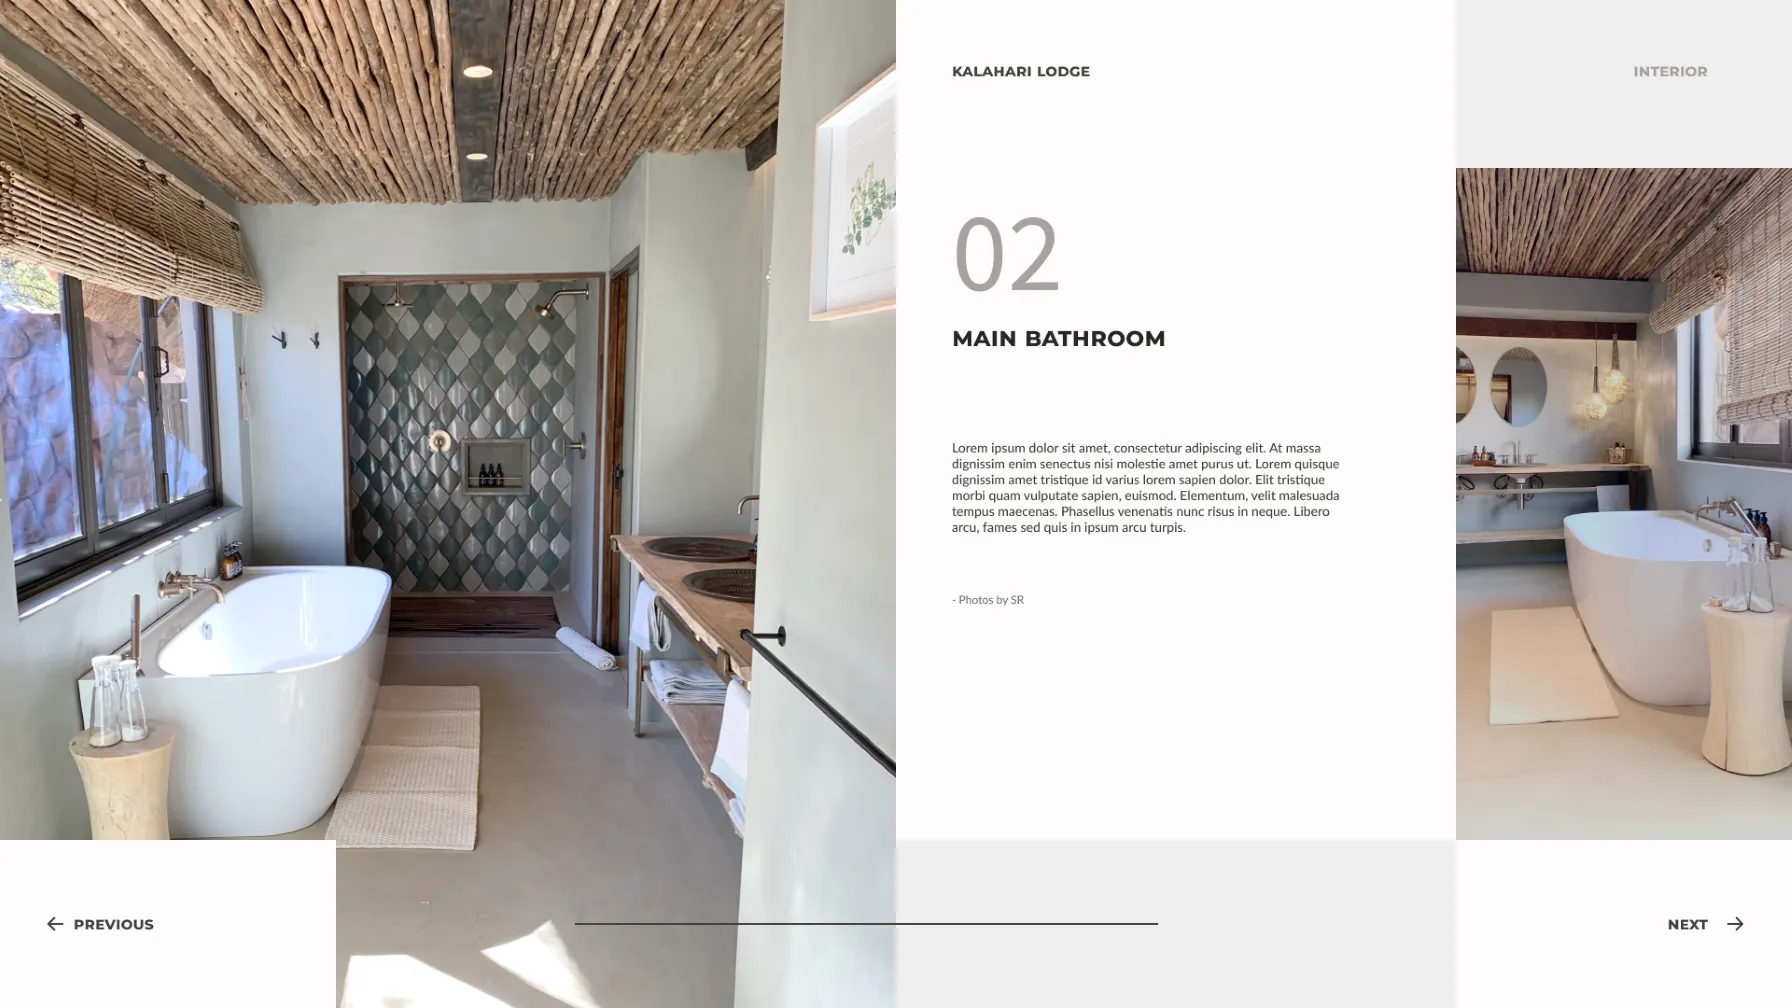 KALAHARI LODGE
INTERIOR
02
MAIN BATHROOM
Lorem ipsum dolor sit amet, consectetur adipiscing elit. At massa
dignissim enim senectus nisi molestie amet purus ut. Lorem quisque
dignissim amet tristique id varius lorem sapien dolor. Elit tristique
morbi quam vulputate sapien, euismod. Elementum, velit malesuada
tempus maecenas. Phasellus venenatis nunc risus in neque. Libero
arcu, fames sed quis in ipsum arcu turpis.
- Photos by SR
PREVIOUS
NEXT